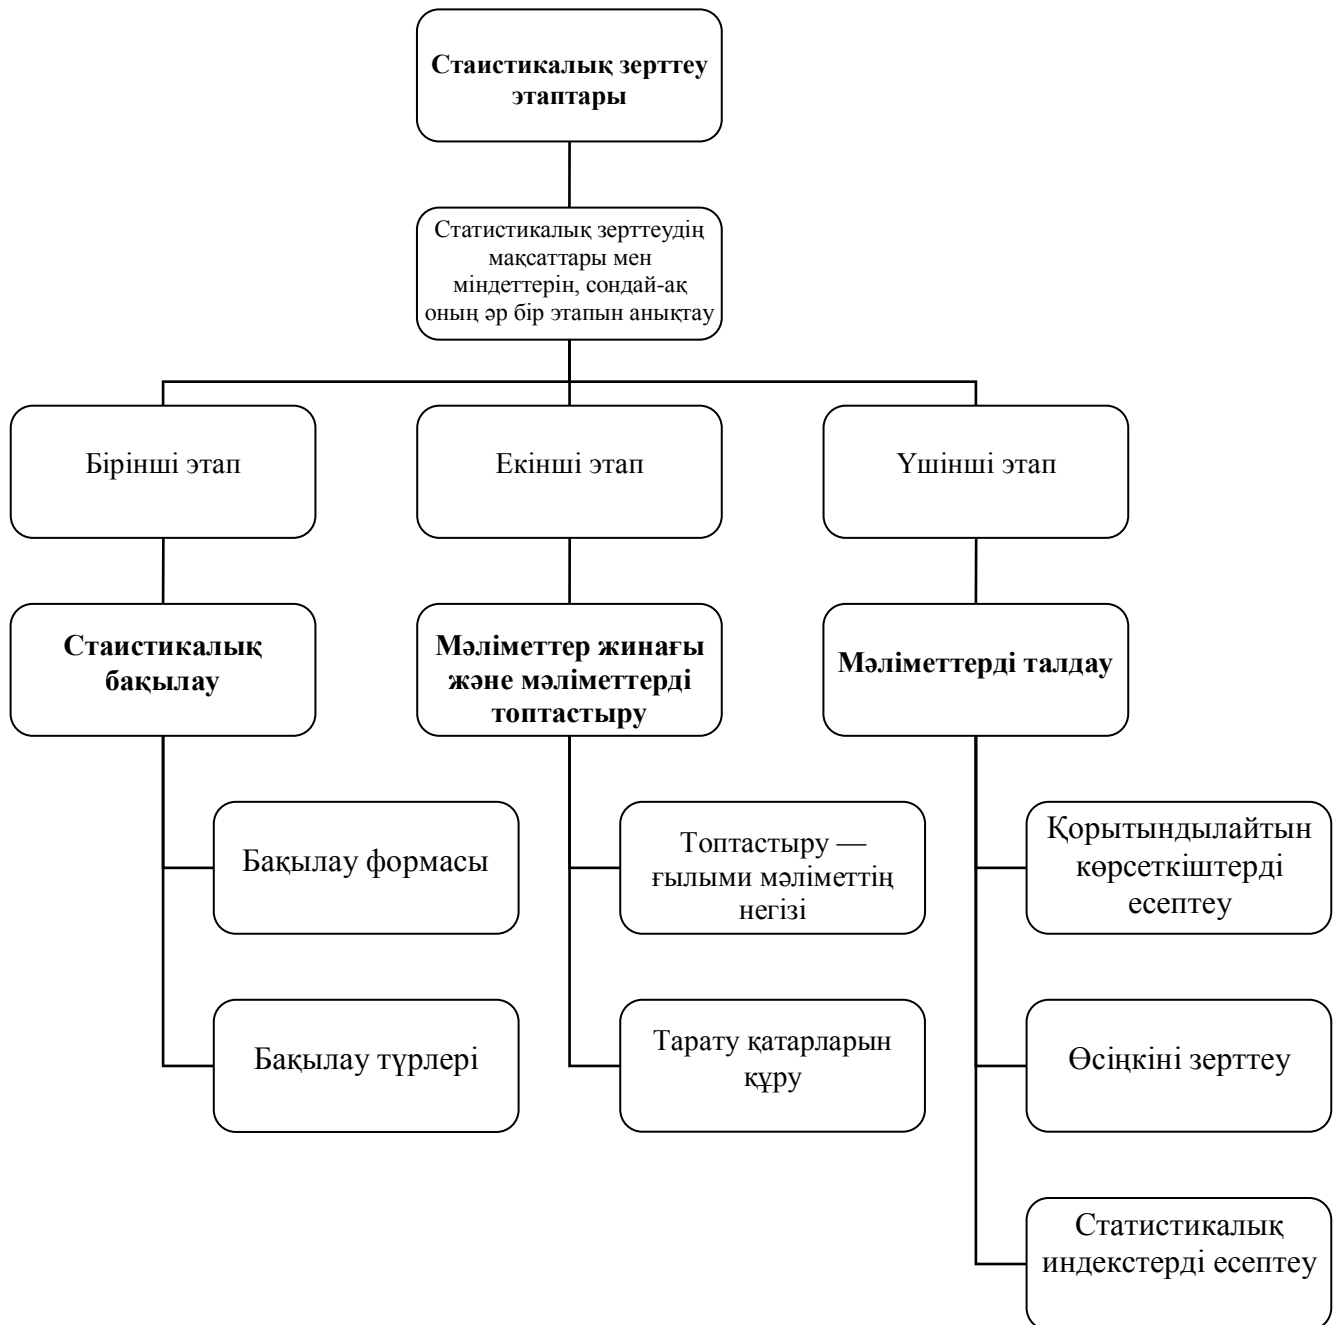 Стаистикалық зерттеу
этаптары
Статистикалық зерттеудің
мақсаттары мен
міндеттерін, сондай-ақ
оның әр бір этапын анықтау
Бірінші этап
Екінші этап
Үшінші этап
Стаистикалық
бақылау
Мәліметтер жинағы
және мәліметтерді
топтастыру
Мәліметтерді талдау
Бақылау формасы
Бақылау түрлері
Топтастыру —
ғылыми мәліметтің
негізі
Тарату қатарларын
құру
Қорытындылайтын
көрсеткіштерді
есептеу
Өсіңкіні зерттеу
Статистикалық
индекстерді есептеу